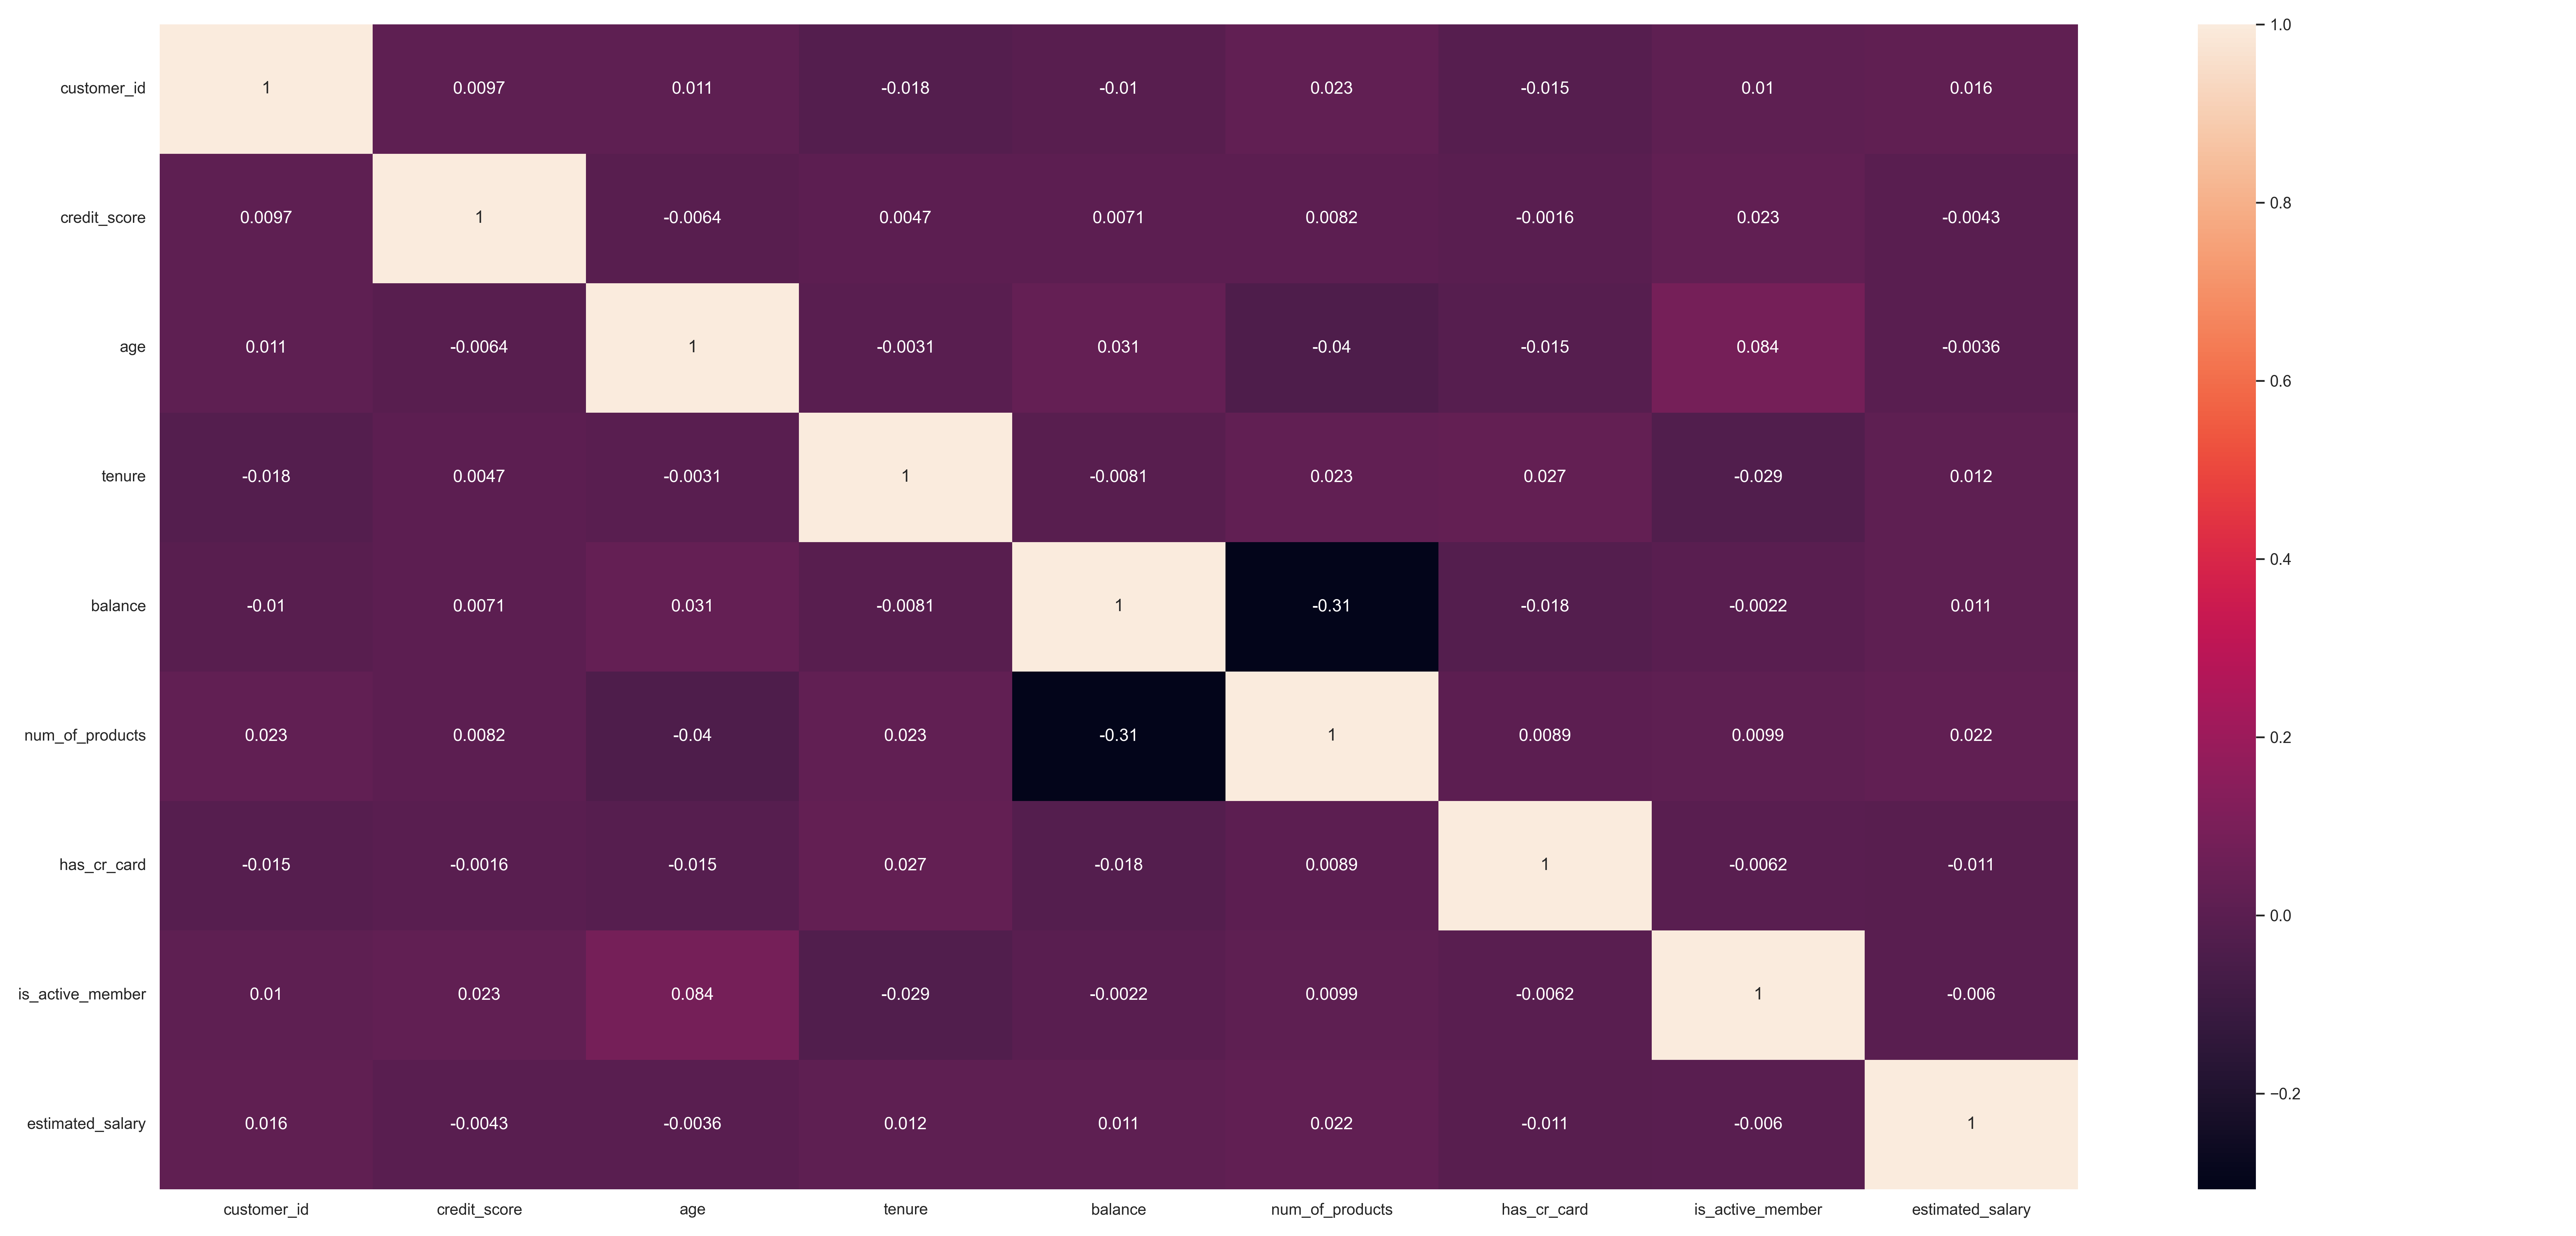 customer_id 1 0.0097 0.011 -0.018 -0.01 0.023 -0.015 0.01 0.016
credit_score 0.0097 1 -0.0064 0.0047 0.0071 0.0082 -0.0016 0.023 -0.0043
age 0.011 -0.0064 1 -0.0031 0.031 -0.04 -0.015 0.084 -0.0036
tenure -0.018 0.0047 -0.0031 1 -0.0081 0.023 0.027 -0.029 0.012
balance -0.01 0.0071 0.031 -0.0081 1 -0.31 -0.018 -0.0022 0.011
num_of_products 0.023 0.0082 -0.04 0.023 -0.31 1 0.0089 0.0099 0.022
has_cr_card -0.015 -0.0016 -0.015 0.027 -0.018 0.0089 1 -0.0062 -0.011
is_active_member 0.01 0.023 0.084 -0.029 -0.0022 0.0099 -0.0062 1 -0.006
estimated_salary 0.016 -0.0043 -0.0036 0.012 0.011 0.022 -0.011 -0.006 1
customer_id credit_score age tenure balance num_of_products has_cr_card is_active_member estimated_salary
1.0
0.8
0.6
0.4
0.2
0.0
−0.2